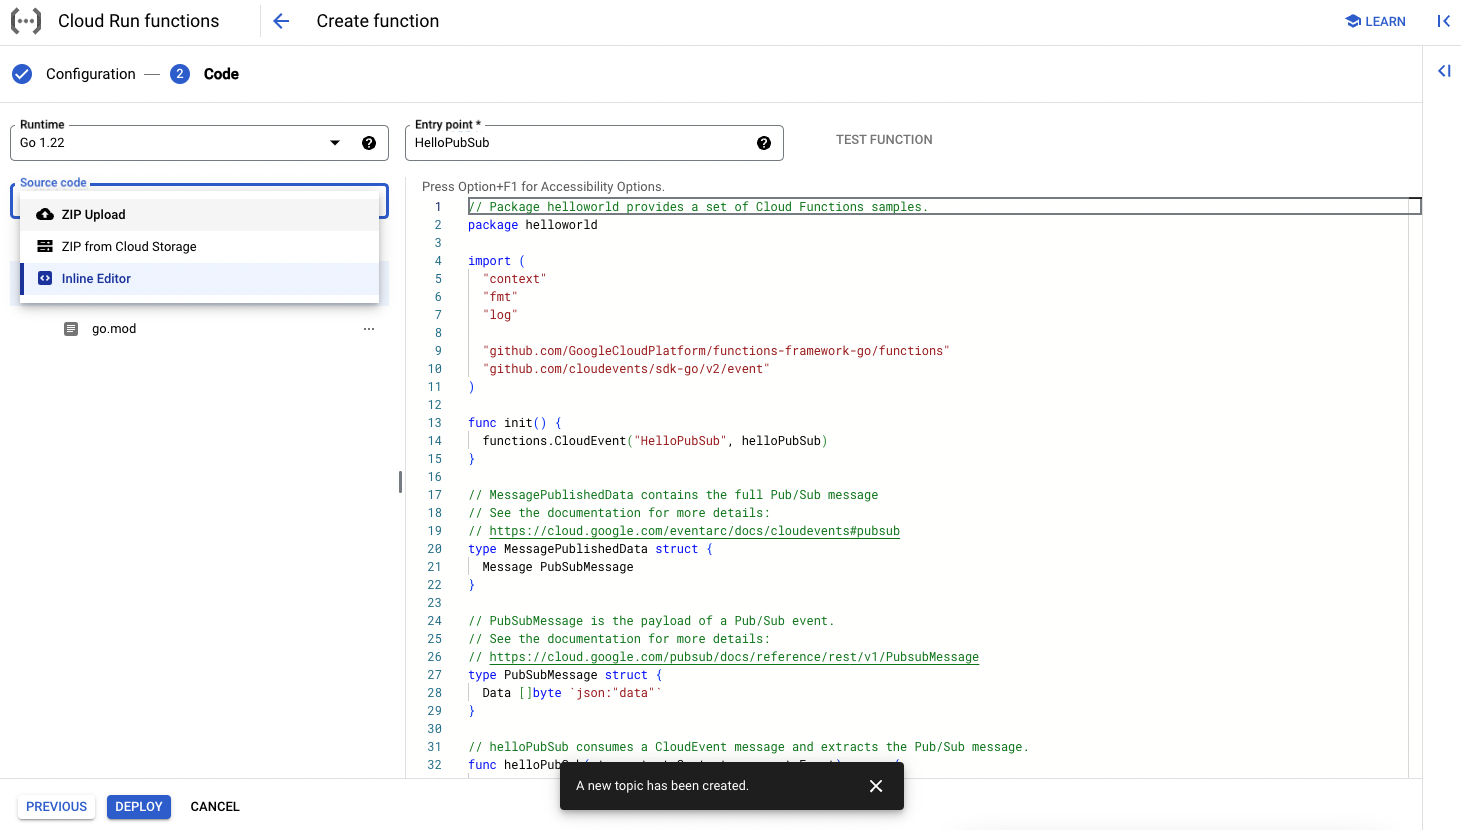 Cloud Run functions
Create function
LEARN
Configuration
2
Code
Runtime
Go 1.22
Entry point *
HelloPubSub
TEST FUNCTION
Source code
ZIP Upload
ZIP from Cloud Storage
Inline Editor
go.mod
Press Option+F1 for Accessibility Options.
1 // Package helloworld provides a set of Cloud Functions samples.
2 package helloworld
3
4 import (
5 "context"
6 "fmt"
7 "log"
8
9 "github.com/GoogleCloudPlatform/functions-framework-go/functions"
10 "github.com/cloudevents/sdk-go/v2/event"
11 )
12
13 func init() {
14 functions.CloudEvent("HelloPubSub", helloPubSub)
15 }
16
17 // MessagePublishedData contains the full Pub/Sub message
18 // See the documentation for more details:
19 // https://cloud.google.com/eventarc/docs/cloudevents#pubsub
20 type MessagePublishedData struct {
21 Message PubSubMessage
22 }
23
24 // PubSubMessage is the payload of a Pub/Sub event.
25 // See the documentation for more details:
26 // https://cloud.google.com/pubsub/docs/reference/rest/v1/PubsubMessage
27 type PubSubMessage struct {
28 Data []byte `json:"data"`
29 }
30
31 // helloPubSub consumes a CloudEvent message and extracts the Pub/Sub message.
32 func
A new topic has been created.
PREVIOUS
DEPLOY
CANCEL